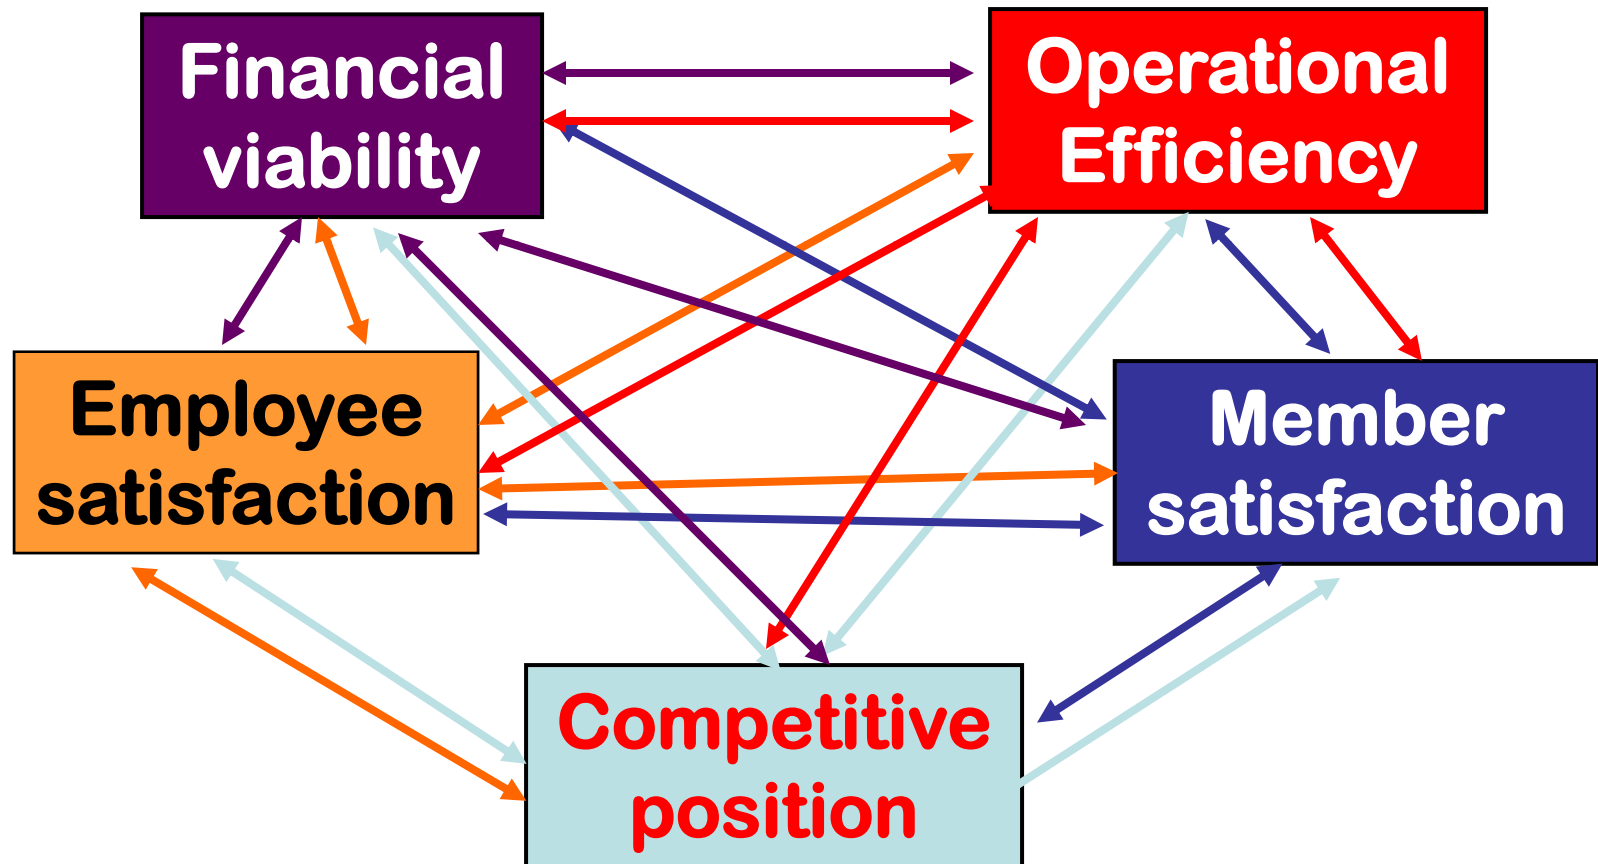 Financial
viability
Operational
Efficiency
Employee
satisfaction
Member
satisfaction
Competitive
position